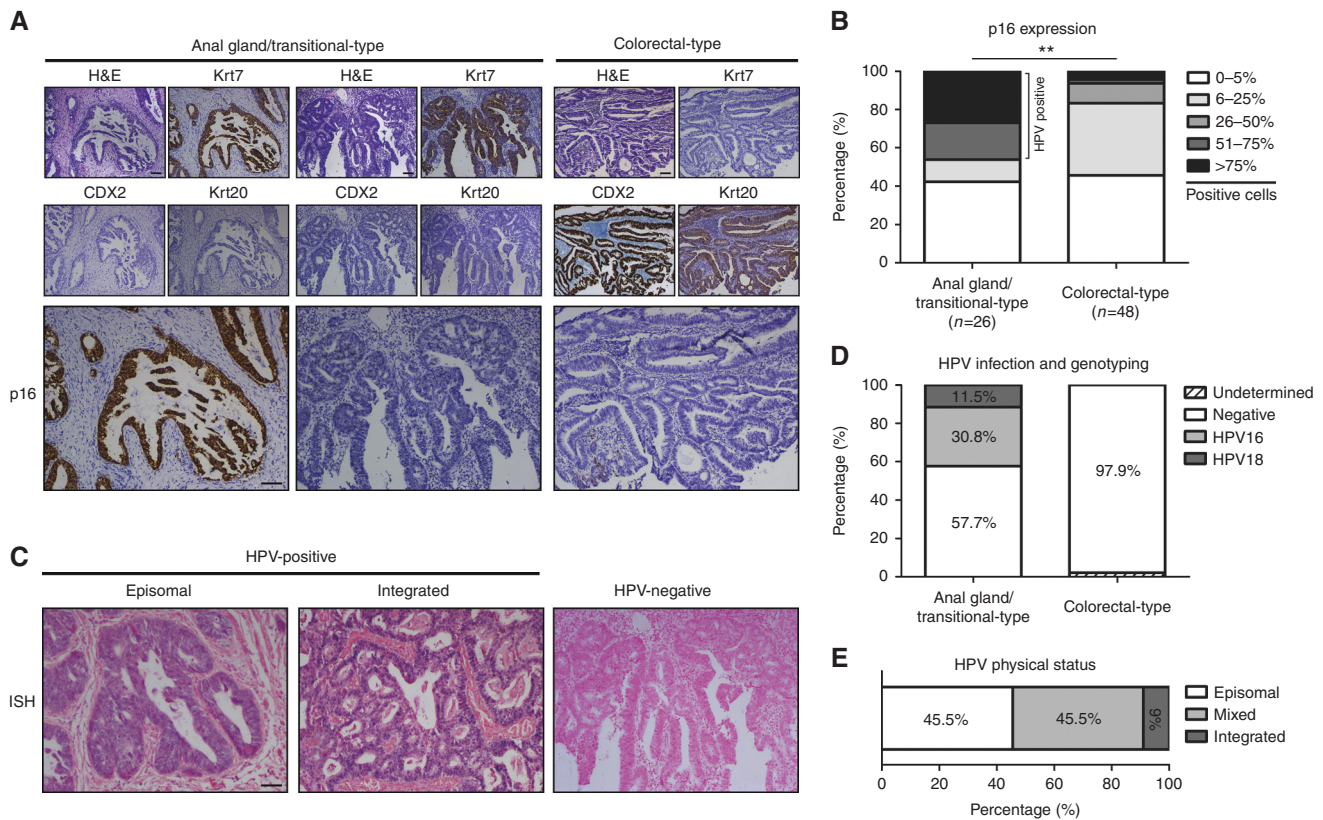 A
Anal gland/transitional-type
Colorectal-type
H&E
Krt7
H&E
Krt7
H&E
Krt7
CDX2
Krt20
CDX2
Krt20
CDX2
Krt20
p16
B
p16 expression
**
Percentage (%)
100
80
60
40
20
0
HPV positive
0–5%
6–25%
26–50%
51–75%
>75%
Positive cells
Anal gland/
transitional-type
(n=26)
Colorectal-type
(n=48)
C
HPV-positive
Episomal
Integrated
HPV-negative
ISH
D
HPV infection and genotyping
Percentage (%)
100
80
60
40
20
0
11.5%
30.8%
57.7%
97.9%
Undetermined
Negative
HPV16
HPV18
Anal gland/
transitional-type
Colorectal-type
E
HPV physical status
45.5%
45.5%
9%
Episomal
Mixed
Integrated
0
20
40
60
80
100
Percentage (%)